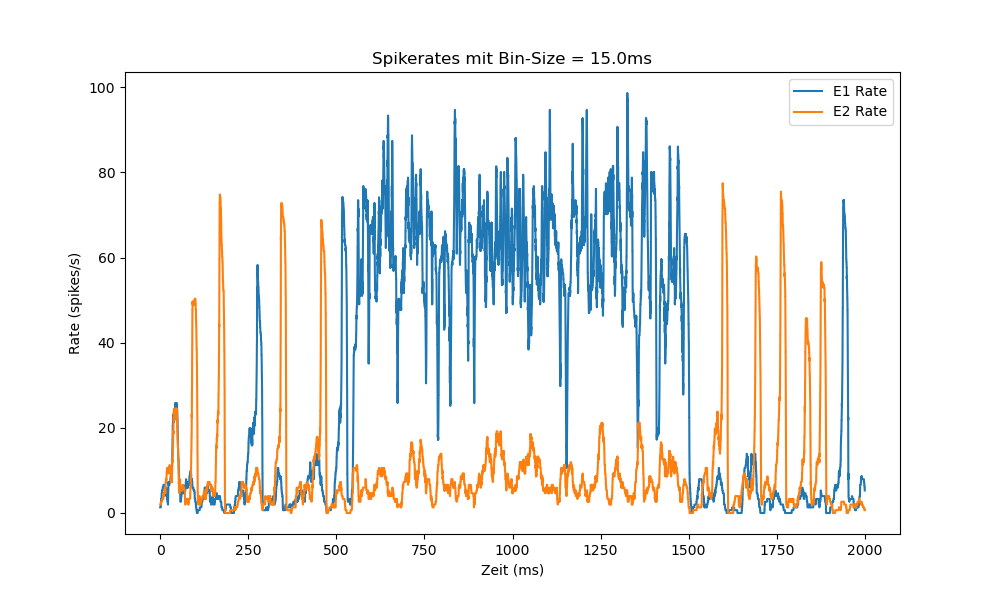 Spikerates mit Bin-Size = 15.0ms
E1 Rate
E2 Rate
100
80
60
40
20
0
Rate (spikes/s)
0 250 500 750 1000 1250 1500 1750 2000
Zeit (ms)